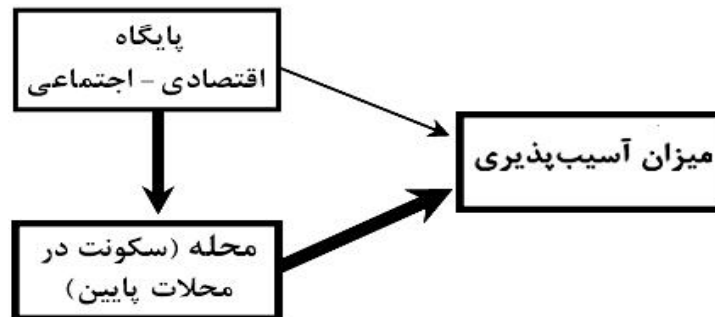 پایگاه
اقتصادی - اجتماعی
میزان آسیب‌پذیری
محله (سکونت در
محلات پایین)